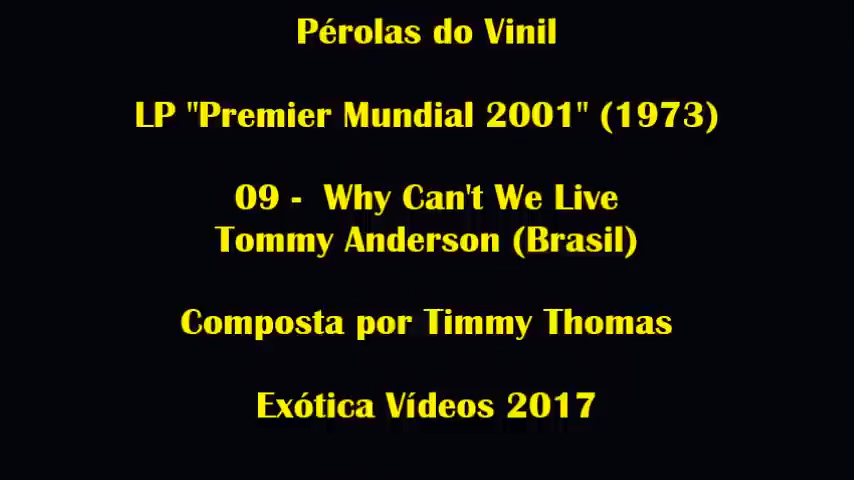 Pérolas do Vinil
LP "Premier Mundial 2001" (1973)
09 - Why Can't We Live
Tommy Anderson (Brasil)
Composta por Timmy Thomas
Exótica Vídeos 2017